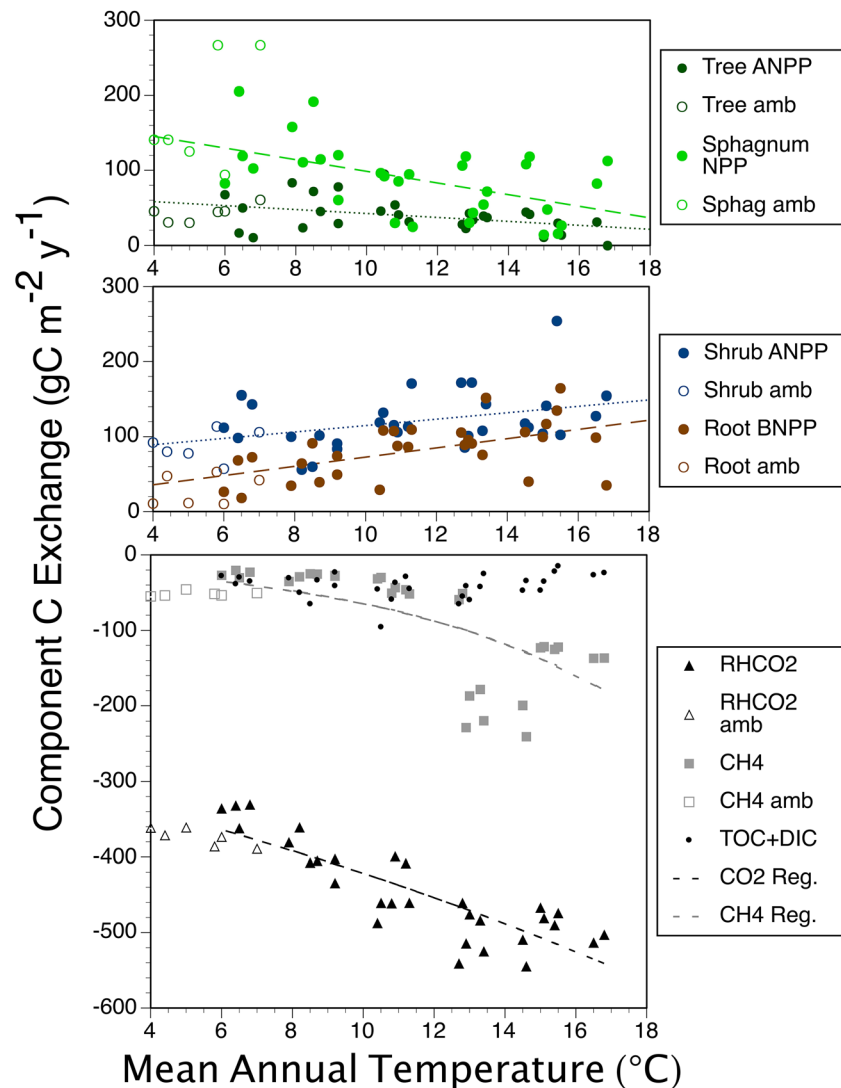 Component C Exchange (gC m⁻² y⁻¹)
300
200
100
0
4
6
8
10
12
14
16
18
Tree ANPP
Tree amb
Sphagnum
NPP
Sphag amb
300
200
100
0
4
6
8
10
12
14
16
18
Shrub ANPP
Shrub amb
Root BNPP
Root amb
0
-100
-200
-300
-400
-500
-600
4
6
8
10
12
14
16
18
RHCO2
RHCO2
amb
CH4
CH4 amb
TOC+DIC
CO2 Reg.
CH4 Reg.
Mean Annual Temperature (°C)